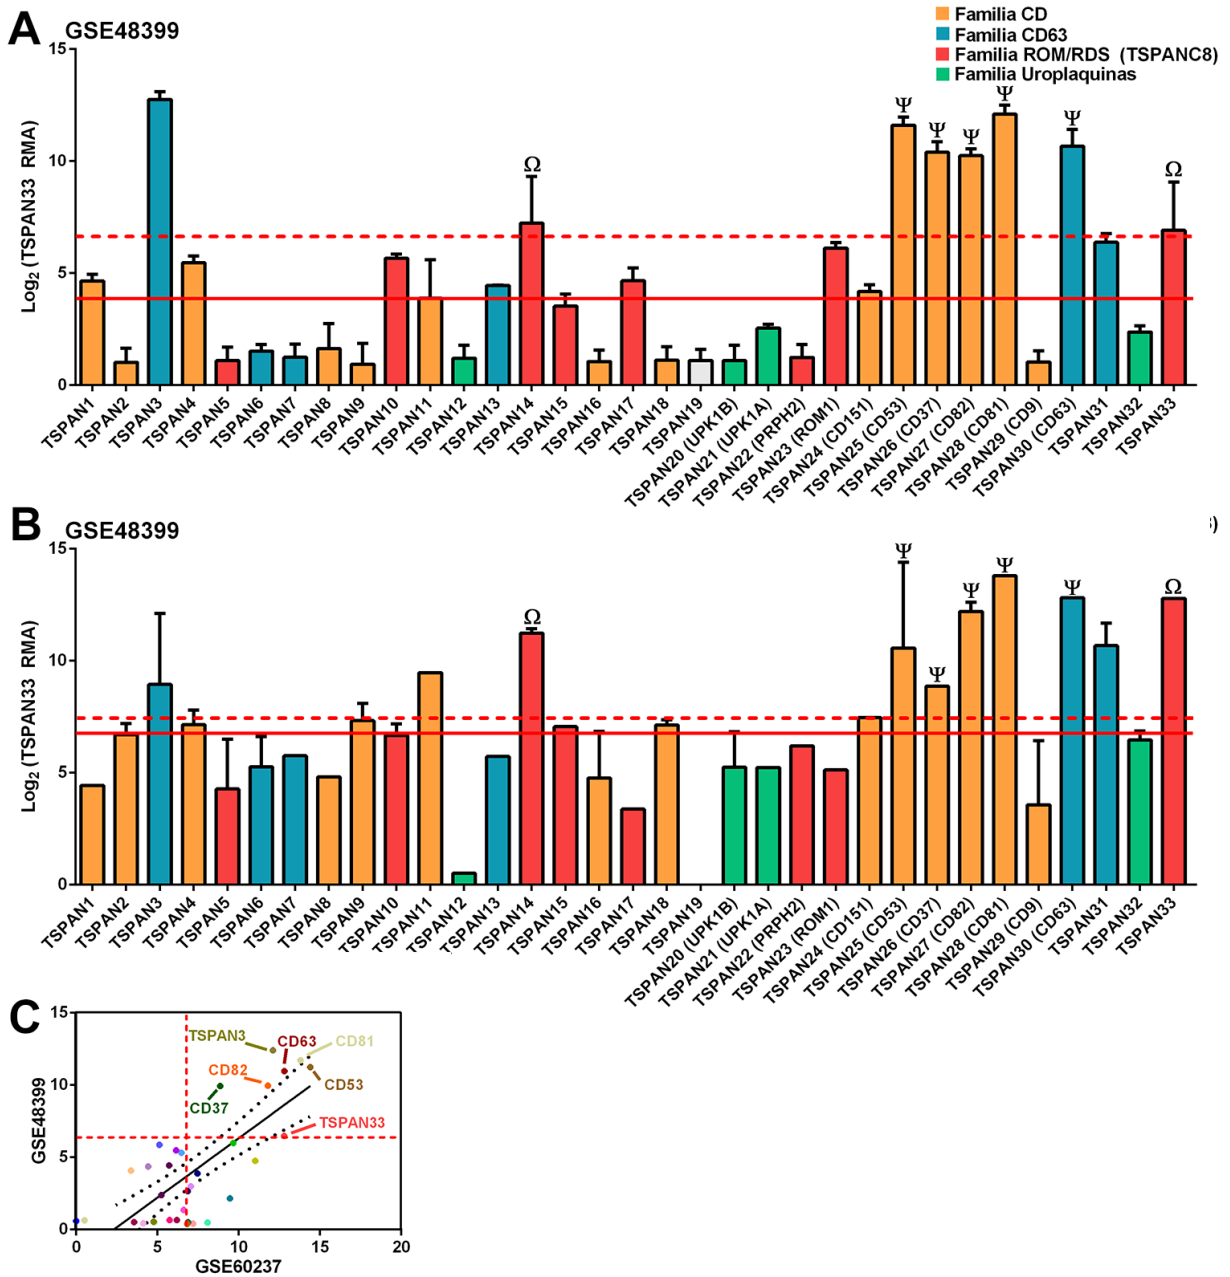 A
GSE48399
Familia CD
Familia CD63
Familia ROM/RDS (TSPANC8)
Familia Uroplaquinas
Log2 (TSPAN33 RMA)
15
10
5
0
Ω
Ψ
Ψ
Ψ
Ψ
Ψ
Ω
TSPAN1
TSPAN2
TSPAN3
TSPAN4
TSPAN5
TSPAN6
TSPAN7
TSPAN8
TSPAN9
TSPAN10
TSPAN11
TSPAN12
TSPAN13
TSPAN14
TSPAN15
TSPAN16
TSPAN17
TSPAN18
TSPAN19
TSPAN20 (UPK1B)
TSPAN21 (UPK1A)
TSPAN22 (PRPH2)
TSPAN23 (ROM1)
TSPAN24 (CD151)
TSPAN25 (CD53)
TSPAN26 (CD37)
TSPAN27 (CD82)
TSPAN28 (CD81)
TSPAN29 (CD9)
TSPAN30 (CD63)
TSPAN31
TSPAN32
TSPAN33
B
GSE48399
Log2 (TSPAN33 RMA)
15
10
5
0
Ω
Ψ
Ψ
Ψ
Ψ
Ψ
Ω
TSPAN1
TSPAN2
TSPAN3
TSPAN4
TSPAN5
TSPAN6
TSPAN7
TSPAN8
TSPAN9
TSPAN10
TSPAN11
TSPAN12
TSPAN13
TSPAN14
TSPAN15
TSPAN16
TSPAN17
TSPAN18
TSPAN19
TSPAN20 (UPK1B)
TSPAN21 (UPK1A)
TSPAN22 (PRPH2)
TSPAN23 (ROM1)
TSPAN24 (CD151)
TSPAN25 (CD53)
TSPAN26 (CD37)
TSPAN27 (CD82)
TSPAN28 (CD81)
TSPAN29 (CD9)
TSPAN30 (CD63)
TSPAN31
TSPAN32
TSPAN33
C
GSE48399
15
10
5
0
TSPAN3
CD63
CD81
CD82
CD53
CD37
TSPAN33
0
5
10
15
20
GSE60237